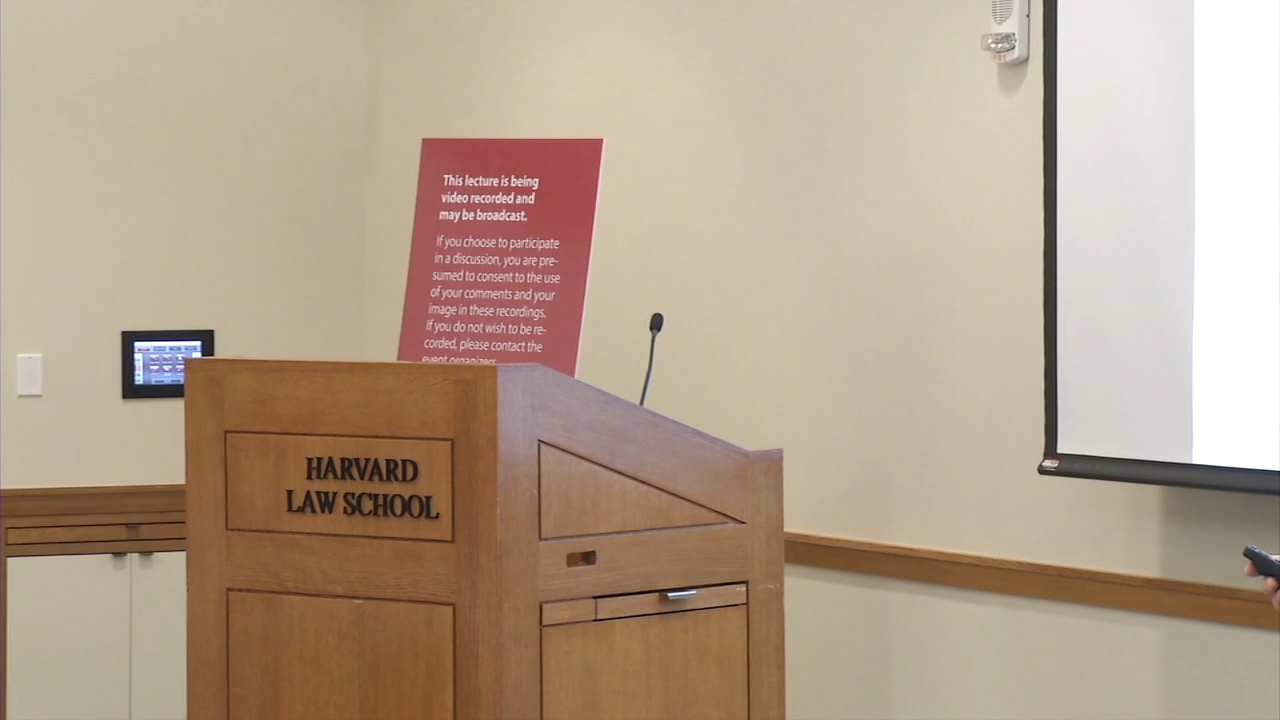 This lecture is being
video recorded and
may be broadcast.
If you choose to participate
in a discussion, you are pre-
sumed to consent to the use
of your comments and your
image in these recordings.
If you do not wish to be re-
corded, please contact the
event organizers
HARVARD
LAW SCHOOL